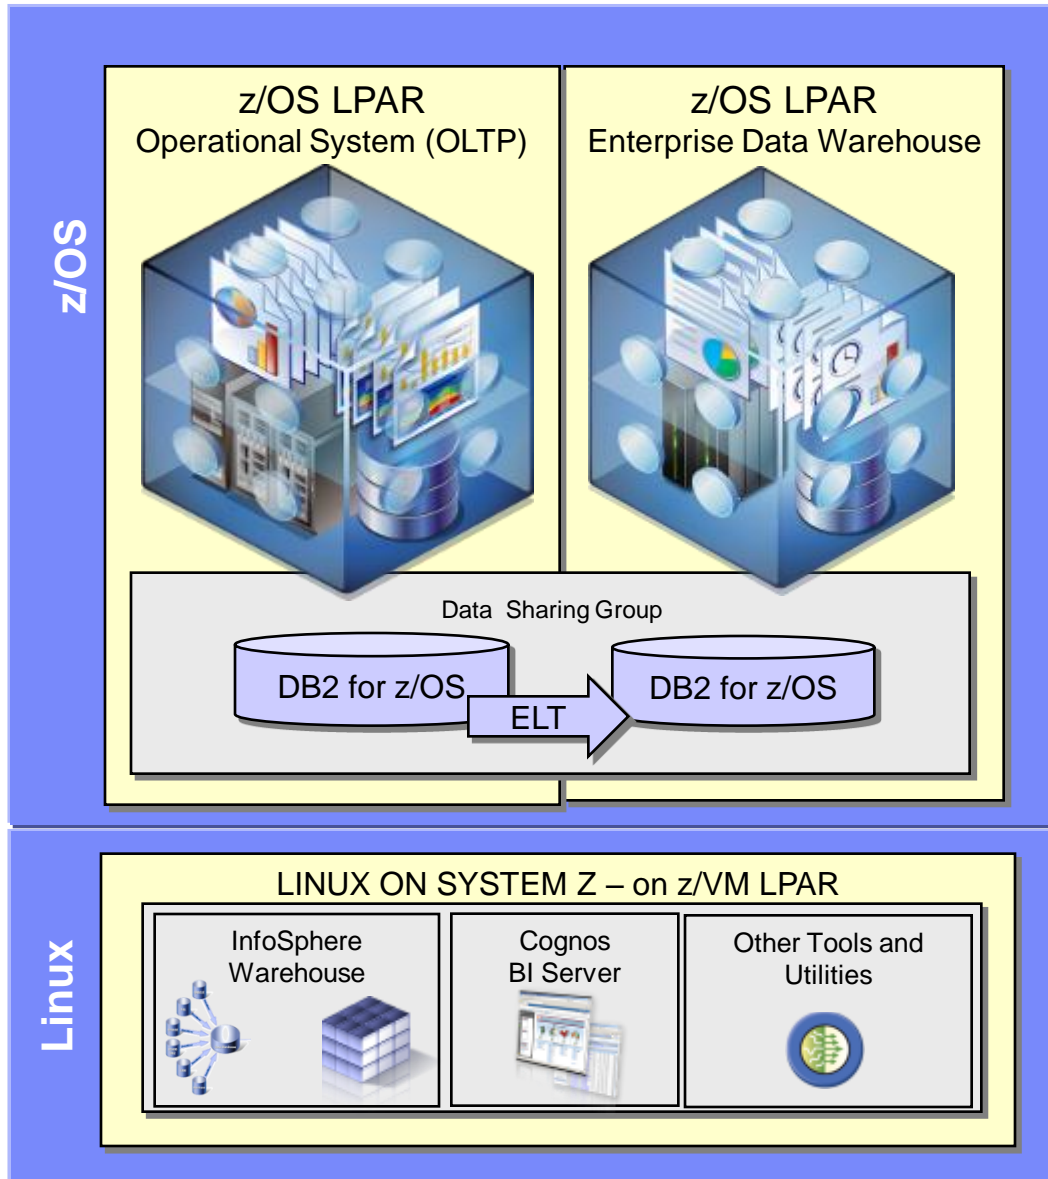 z/OS
z/OS LPAR
Operational System (OLTP)
z/OS LPAR
Enterprise Data Warehouse
Data Sharing Group
DB2 for z/OS
ELT
DB2 for z/OS
Linux
LINUX ON SYSTEM Z – on z/VM LPAR
InfoSphere
Warehouse
Cognos
BI Server
Other Tools and
Utilities